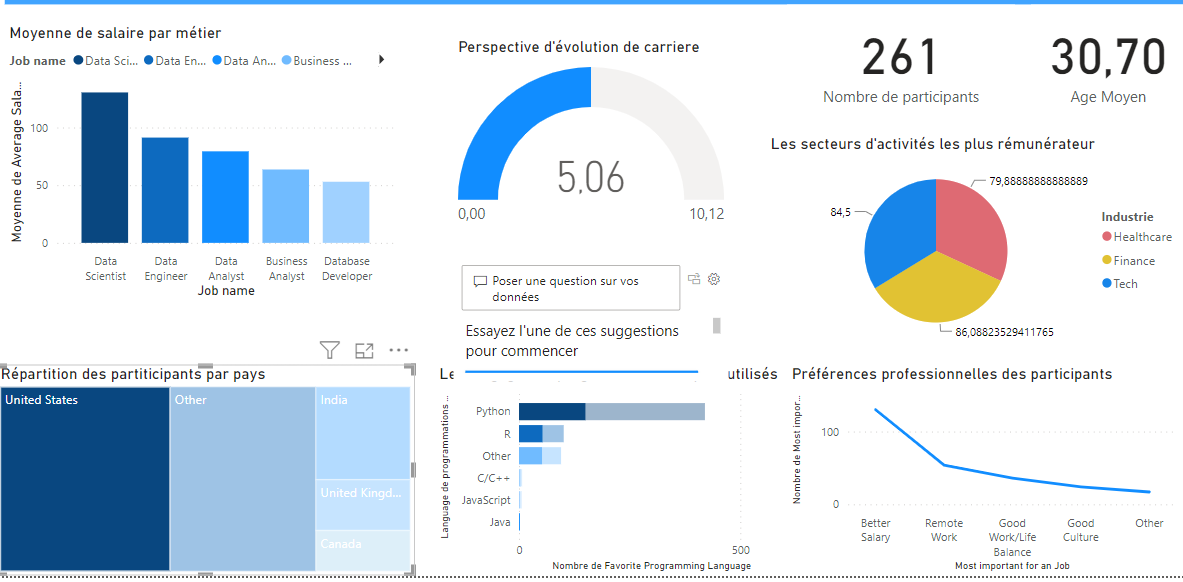 Moyenne de salaire par métier
Job name Data Sci... Data En... Data An... Business ...
Moyenne de Average Sala...
100
50
0
Data Scientist
Data Engineer
Data Analyst
Business Analyst
Database Developer
Job name
Perspective d'évolution de carriere
5,06
0,00
10,12
261
Nombre de participants
30,70
Age Moyen
Les secteurs d'activités les plus rémunérateur
79,88888888888889
84,5
86,08823529411765
Industrie
Healthcare
Finance
Tech
Poser une question sur vos
données
Essayez l'une de ces suggestions
pour commencer
Répartition des partiticipants par pays
United States
Other
India
United Kingd...
Canada
Le
utilisés
Language de programmations ...
Python
R
Other
C/C++
JavaScript
Java
0
500
Nombre de Favorite Programming Language
Préférences professionnelles des participants
Nombre de Most impor...
100
0
Better
Salary
Remote
Work
Good
Work/Life
Balance
Good
Culture
Other
Most important for an Job